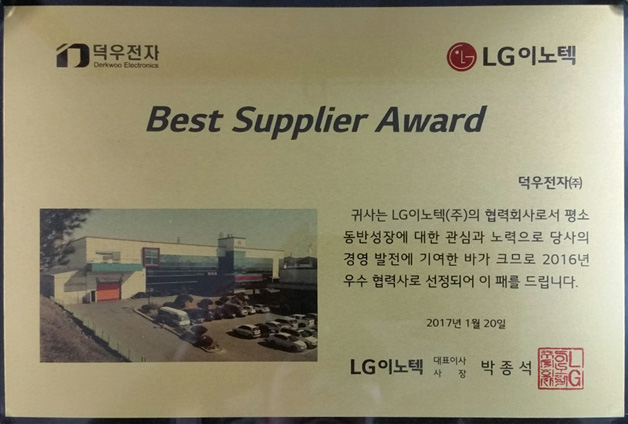 덕우전자
Derkwoo Electronics
LG이노텍
Best Supplier Award
덕우전자(주)
귀사는 LG이노텍(주)의 협력회사로서 평소
동반성장에 대한 관심과 노력으로 당사의
경영 발전에 기여한 바가 크므로 2016년
우수 협력사로 선정되어 이 패를 드립니다.
2017년 1월 20일
LG이노텍 대표이사 사 장 박종석
LG